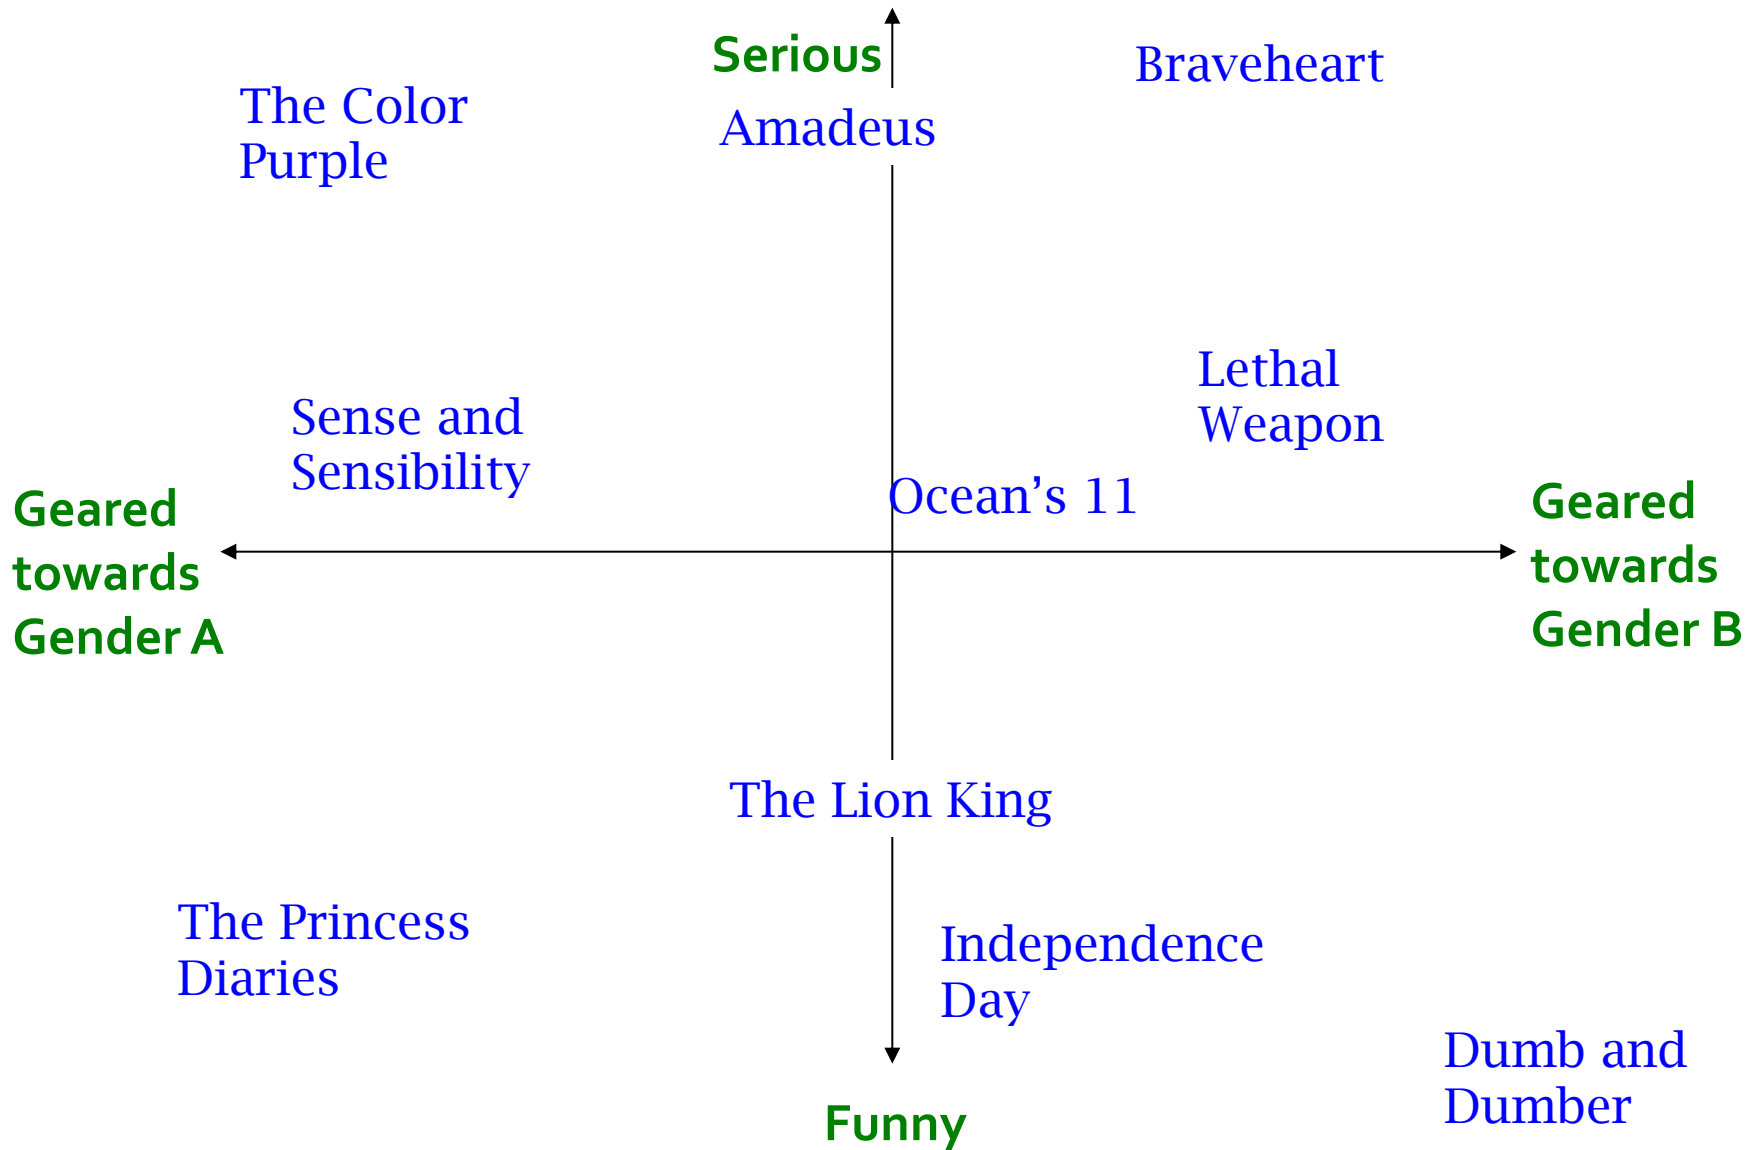 Serious
Braveheart
The Color
Purple
Amadeus
Lethal
Weapon
Sense and
Sensibility
Ocean’s 11
Geared
towards
Gender A
Geared
towards
Gender B
The Lion King
The Princess
Diaries
Independence
Day
Dumb and
Dumber
Funny